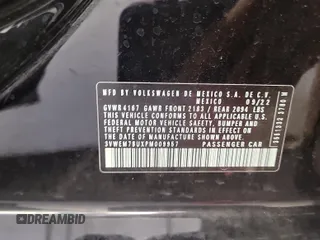 MFD BY VOLKSWAGEN DE MEXICO S.A. DE C.V.
MEXICO 09/22
GVWR 4167 GAWR FRONT 2183 / REAR 2094 LBS
THIS VEHICLE CONFORMS TO ALL APPLICABLE U.S.
FEDERAL MOTOR VEHICLE SAFETY, BUMPER AND
THEFT PREVENTION STANDARDS IN EFFECT ON THE
DATE OF MANUFACTURE SHOWN ABOVE
3VWEM7BUXPM009957 PASSENGER CAR
DREAMBID